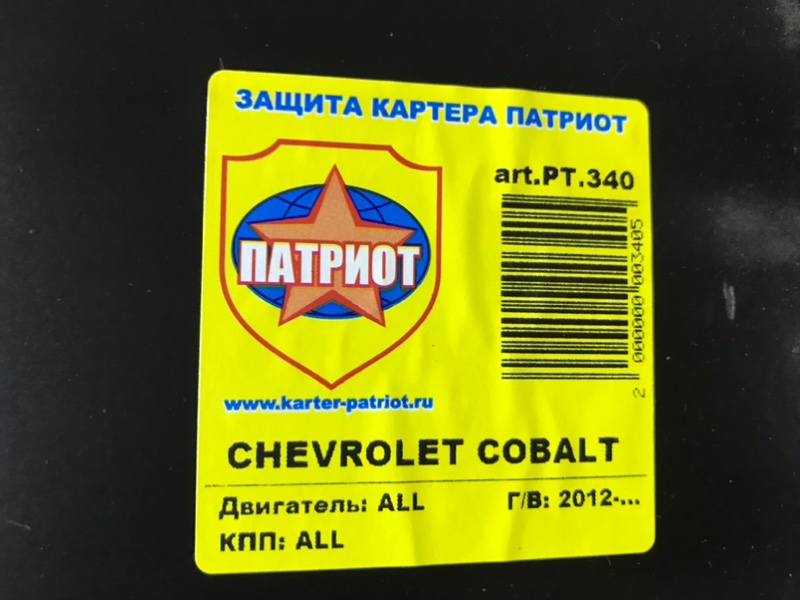 ЗАЩИТА КАРТЕРА ПАТРИОТ
art.PT.340
ПАТРИОТ
2 000000 003405
www.karter-patriot.ru
CHEVROLET COBALT
Двигатель: ALL
Г/В: 2012-...
КПП: ALL